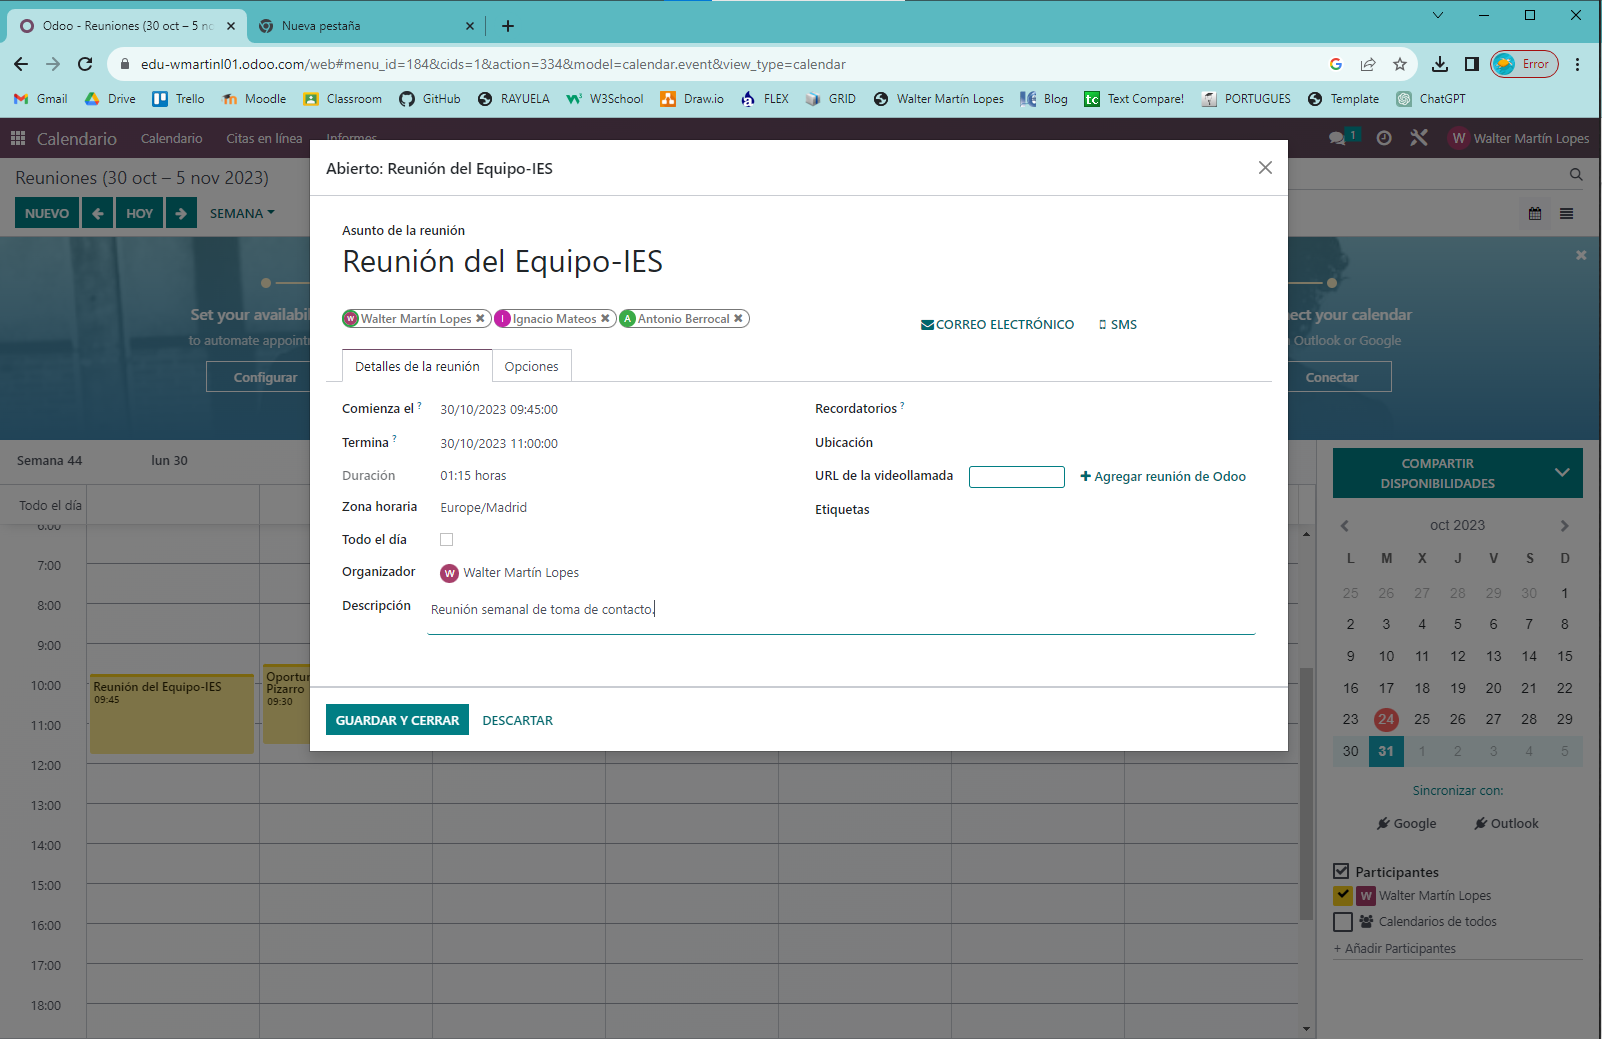 Odoo - Reuniones (30 oct – 5 no
Nueva pestaña
edu-wmartinl01.odoo.com/web#menu_id=184&cids=1&action=334&model=calendar.event&view_type=calendar
Error
Gmail Drive Trello Moodle Classroom GitHub RAYUELA W3School Draw.io FLEX GRID Walter Martín Lopes Blog Text Compare! PORTUGUES Template ChatGPT
Calendario Calendario Citas en línea Informes 1 W Walter Martín Lopes
Reuniones (30 oct – 5 nov 2023)
NUEVO HOY SEMANA
Abierto: Reunión del Equipo-IES
Asunto de la reunión
Reunión del Equipo-IES
W Walter Martín Lopes I Ignacio Mateos A Antonio Berrocal
CORREO ELECTRÓNICO SMS
Detalles de la reunión Opciones
Comienza el ? 30/10/2023 09:45:00
Termina ? 30/10/2023 11:00:00
Duración 01:15 horas
Zona horaria Europe/Madrid
Todo el día
Organizador W Walter Martín Lopes
Descripción Reunión semanal de toma de contacto.
Recordatorios ?
Ubicación
URL de la videollamada + Agregar reunión de Odoo
Etiquetas
GUARDAR Y CERRAR DESCARTAR
Set your availabi
to automate appoint
Configurar
ect your calendar
Outlook or Google
Conectar
Semana 44 lun 30
Todo el día
6:00
7:00
8:00
9:00
10:00
11:00
12:00
13:00
14:00
15:00
16:00
17:00
18:00
Reunión del Equipo-IES
09:45
Oportun
Pizarro
09:30
COMPARTIR
DISPONIBILIDADES
oct 2023
L M X J V S D
25 26 27 28 29 30 1
2 3 4 5 6 7 8
9 10 11 12 13 14 15
16 17 18 19 20 21 22
23 24 25 26 27 28 29
30 31 1 2 3 4 5
Sincronizar con:
Google Outlook
Participantes
W Walter Martín Lopes
Calendarios de todos
+ Añadir Participantes